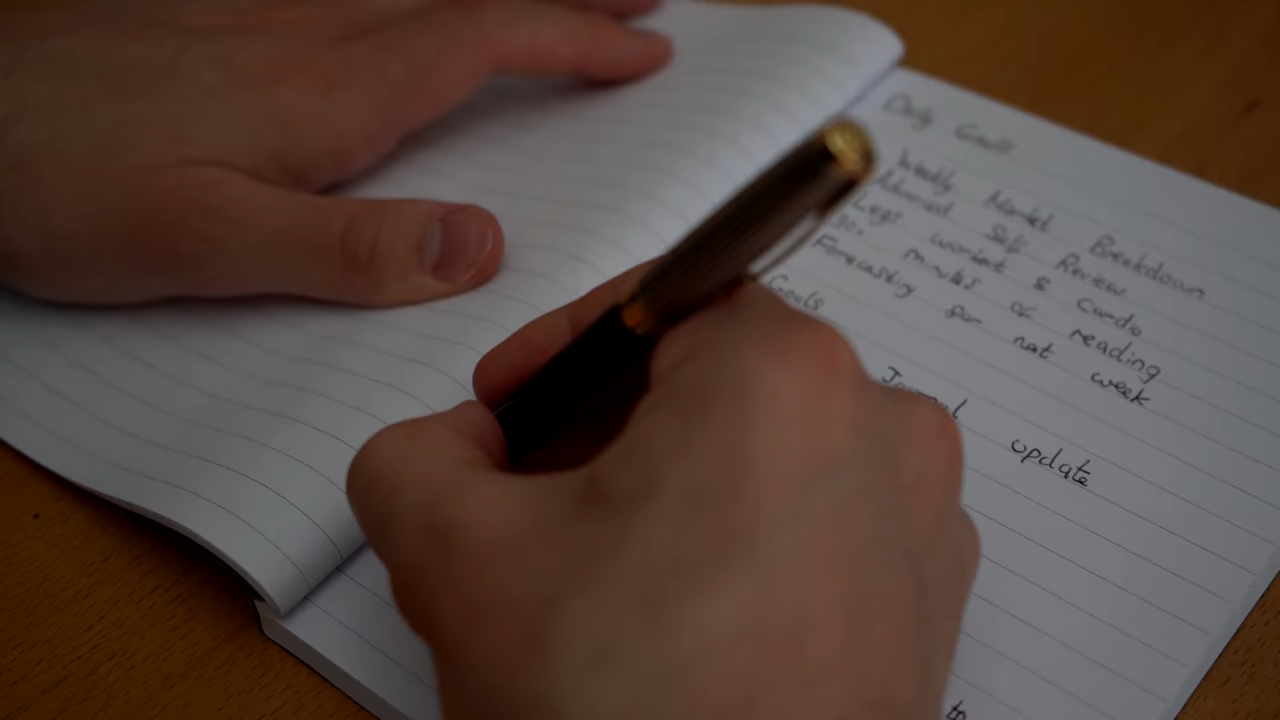 Daily Goals
Weekly Market Breakdown
Advanced Self Review
Legs workout & Cardio
minutes of reading
Forecasting for next week
Goals
Journal update